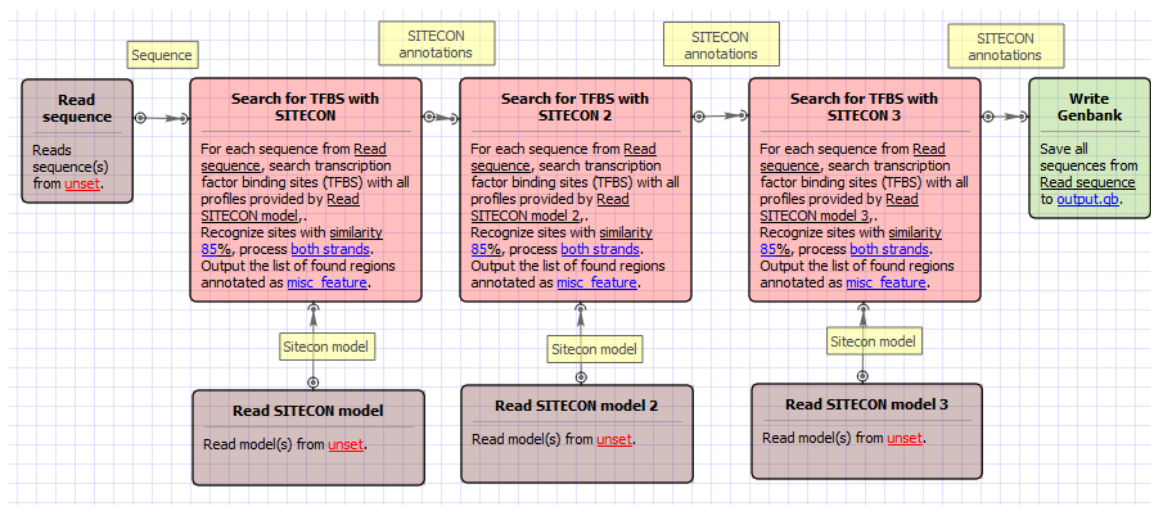 Sequence
SITECON
annotations
SITECON
annotations
SITECON
annotations
Read
sequence
Reads
sequence(s)
from unset.
Search for TFBS with
SITECON
For each sequence from Read
sequence, search transcription
factor binding sites (TFBS) with all
profiles provided by Read
SITECON model,.
Recognize sites with similarity
85%, process both strands.
Output the list of found regions
annotated as misc_feature.
Search for TFBS with
SITECON 2
For each sequence from Read
sequence, search transcription
factor binding sites (TFBS) with all
profiles provided by Read
SITECON model 2,.
Recognize sites with similarity
85%, process both strands.
Output the list of found regions
annotated as misc_feature.
Search for TFBS with
SITECON 3
For each sequence from Read
sequence, search transcription
factor binding sites (TFBS) with all
profiles provided by Read
SITECON model 3,.
Recognize sites with similarity
85%, process both strands.
Output the list of found regions
annotated as misc_feature.
Write
Genbank
Save all
sequences from
Read sequence
to output.gb.
Sitecon model
Sitecon model
Sitecon model
Read SITECON model
Read model(s) from unset.
Read SITECON model 2
Read model(s) from unset.
Read SITECON model 3
Read model(s) from unset.